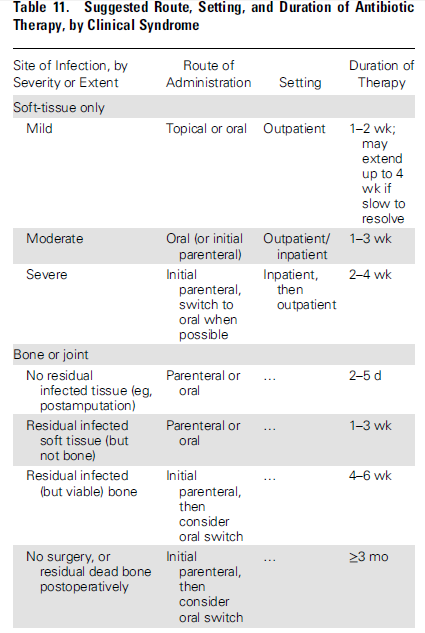 Table 11. Suggested Route, Setting, and Duration of Antibiotic
Therapy, by Clinical Syndrome
Site of Infection, by Severity or Extent | Route of Administration | Setting | Duration of Therapy
Soft-tissue only
Mild | Topical or oral | Outpatient | 1–2 wk; may extend up to 4 wk if slow to resolve
Moderate | Oral (or initial parenteral) | Outpatient/ inpatient | 1–3 wk
Severe | Initial parenteral, switch to oral when possible | Inpatient, then outpatient | 2–4 wk
Bone or joint
No residual infected tissue (eg, postamputation) | Parenteral or oral | … | 2–5 d
Residual infected soft tissue (but not bone) | Parenteral or oral | … | 1–3 wk
Residual infected (but viable) bone | Initial parenteral, then consider oral switch | … | 4–6 wk
No surgery, or residual dead bone postoperatively | Initial parenteral, then consider oral switch | … | ≥3 mo